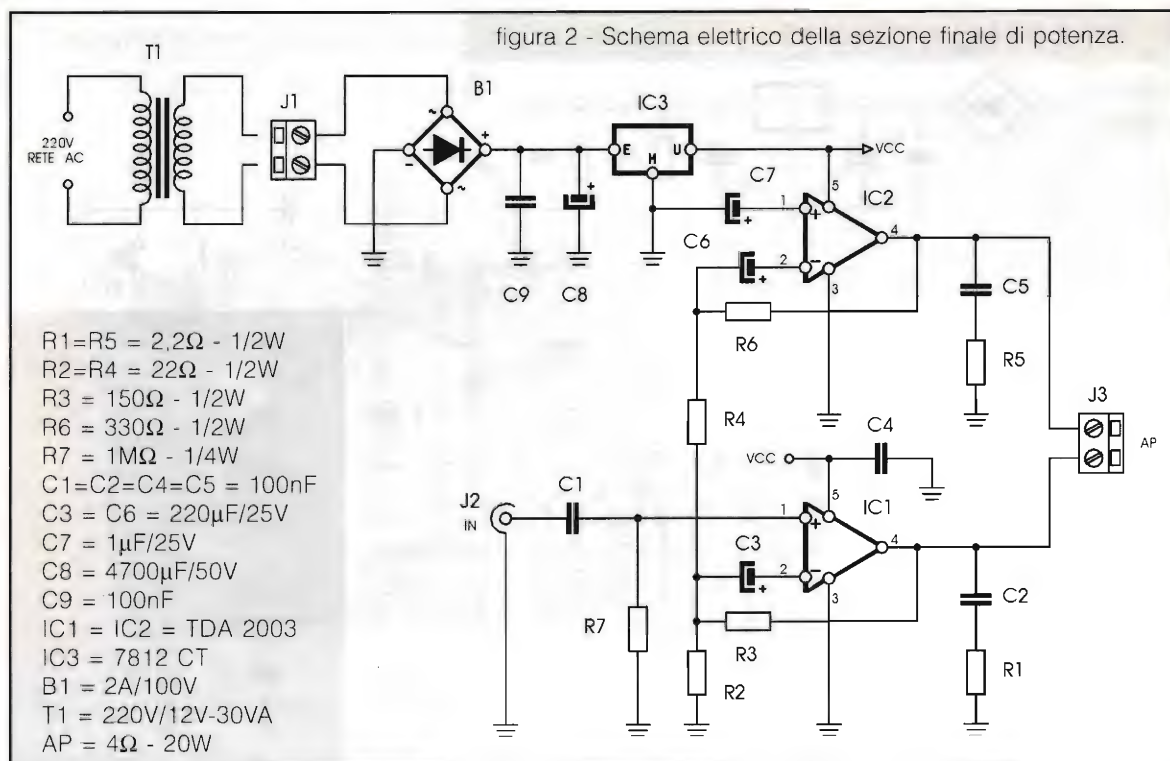 figura 2 - Schema elettrico della sezione finale di potenza.
T1
J1
B1
IC3
220V
RETE AC
~
+
-
~
E
M
U
VCC
C7
+
1
+
5
IC2
4
C6
+
2
-
3
C9
C8
+
R6
C5
R5
R4
VCC
C4
J3
AP
J2
IN
C1
1
+
5
IC1
4
C3
+
2
-
3
R7
R3
R2
C2
R1
R1=R5 = 2,2Ω - 1/2W
R2=R4 = 22Ω - 1/2W
R3 = 150Ω - 1/2W
R6 = 330Ω - 1/2W
R7 = 1MΩ - 1/4W
C1=C2=C4=C5 = 100nF
C3 = C6 = 220µF/25V
C7 = 1µF/25V
C8 = 4700µF/50V
C9 = 100nF
IC1 = IC2 = TDA 2003
IC3 = 7812 CT
B1 = 2A/100V
T1 = 220V/12V-30VA
AP = 4Ω - 20W